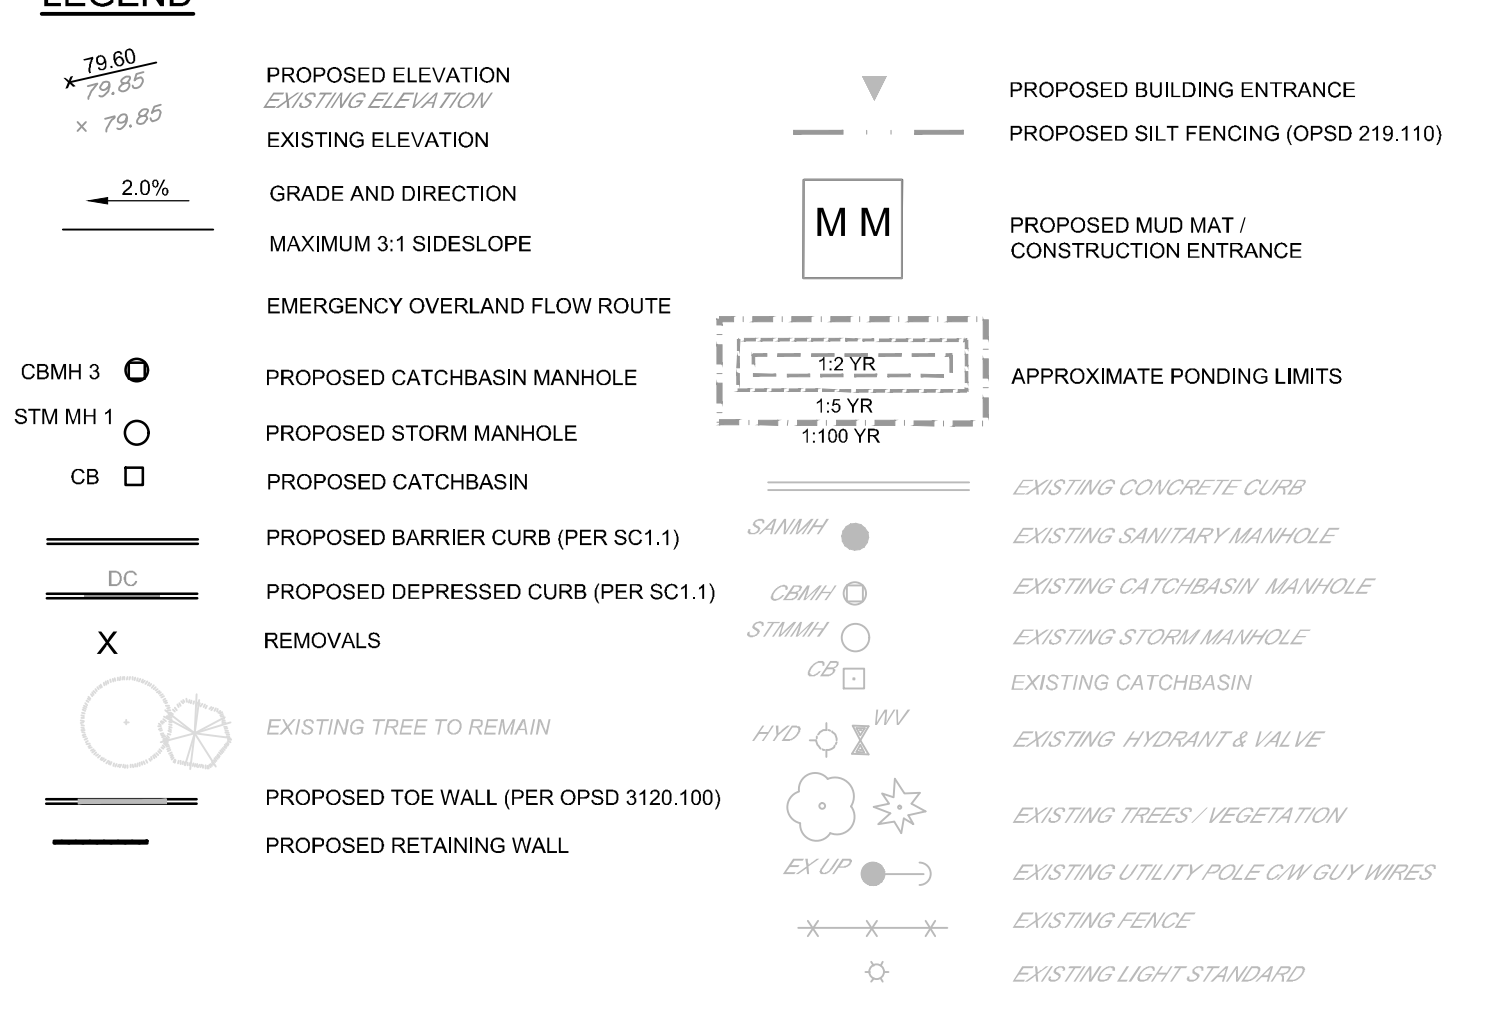 LEGEND
79.60
79.85
PROPOSED ELEVATION
EXISTING ELEVATION
x 79.85
EXISTING ELEVATION
2.0%
GRADE AND DIRECTION
MAXIMUM 3:1 SIDESLOPE
EMERGENCY OVERLAND FLOW ROUTE
CBMH 3
PROPOSED CATCHBASIN MANHOLE
STM MH 1
PROPOSED STORM MANHOLE
CB
PROPOSED CATCHBASIN
PROPOSED BARRIER CURB (PER SC1.1)
DC
PROPOSED DEPRESSED CURB (PER SC1.1)
X
REMOVALS
EXISTING TREE TO REMAIN
PROPOSED TOE WALL (PER OPSD 3120.100)
PROPOSED RETAINING WALL
PROPOSED BUILDING ENTRANCE
PROPOSED SILT FENCING (OPSD 219.110)
M M
PROPOSED MUD MAT /
CONSTRUCTION ENTRANCE
1:2 YR
1:5 YR
1:100 YR
APPROXIMATE PONDING LIMITS
EXISTING CONCRETE CURB
SANMH
EXISTING SANITARY MANHOLE
CBMH
EXISTING CATCHBASIN MANHOLE
STMMH
EXISTING STORM MANHOLE
CB
EXISTING CATCHBASIN
HYD
WV
EXISTING HYDRANT & VALVE
EXISTING TREES / VEGETATION
EX UP
EXISTING UTILITY POLE C/W GUY WIRES
EXISTING FENCE
EXISTING LIGHT STANDARD